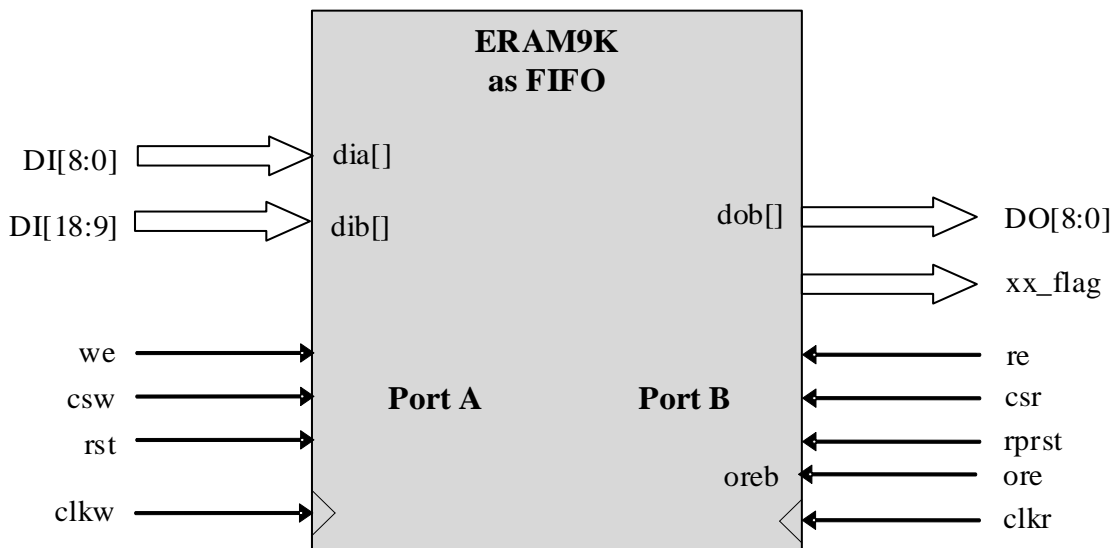 ERAM9K
as FIFO
DI[8:0]
dia[]
DI[18:9]
dib[]
dob[]
DO[8:0]
xx_flag
we
re
csw
Port A
Port B
csr
rst
rprst
oreb
ore
clkw
clkr